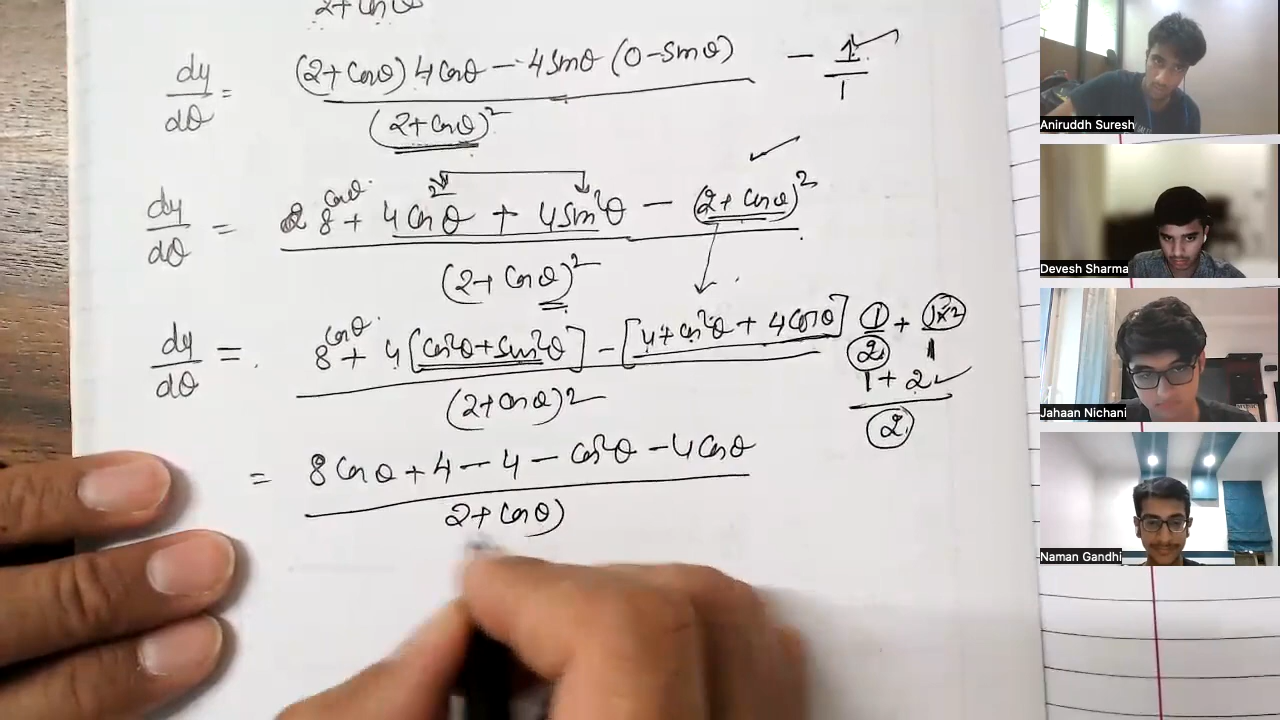 2+cosθ
dy/dθ = (2+cosθ) 4cosθ - 4sinθ (0-sinθ) / (2+cosθ)² - 1/1
dy/dθ = 8cosθ + 4cos²θ + 4sin²θ - (2+cosθ)² / (2+cosθ)²
dy/dθ = 8cosθ + 4[cos²θ+sin²θ] - [4+cos²θ+4cosθ] / (2+cosθ)²
1/2 + 1×2/1
1+2/2
= 8cosθ+4-4-cos²θ-4cosθ / 2+cosθ)
Aniruddh Suresh
Devesh Sharma
Jahaan Nichani
Naman Gandhi